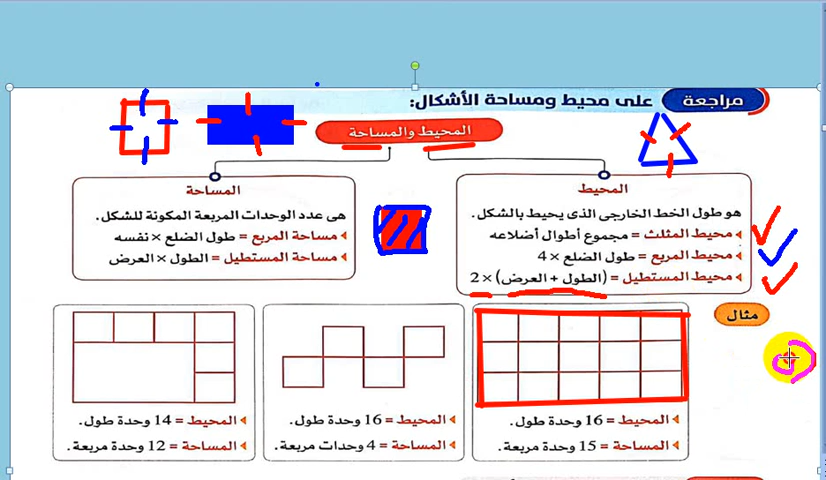 مراجعة على محيط ومساحة الأشكال:
المحيط والمساحة
المحيط
هو طول الخط الخارجى الذى يحيط بالشكل.
محيط المثلث = مجموع أطوال أضلاعه
محيط المربع = طول الضلع × 4
محيط المستطيل = (الطول + العرض) × 2
المساحة
هى عدد الوحدات المربعة المكونة للشكل.
مساحة المربع = طول الضلع × نفسه
مساحة المستطيل = الطول × العرض
مثال
المحيط = 16 وحدة طول.
المساحة = 15 وحدة مربعة.
المحيط = 16 وحدة طول.
المساحة = 4 وحدات مربعة.
المحيط = 14 وحدة طول.
المساحة = 12 وحدة مربعة.